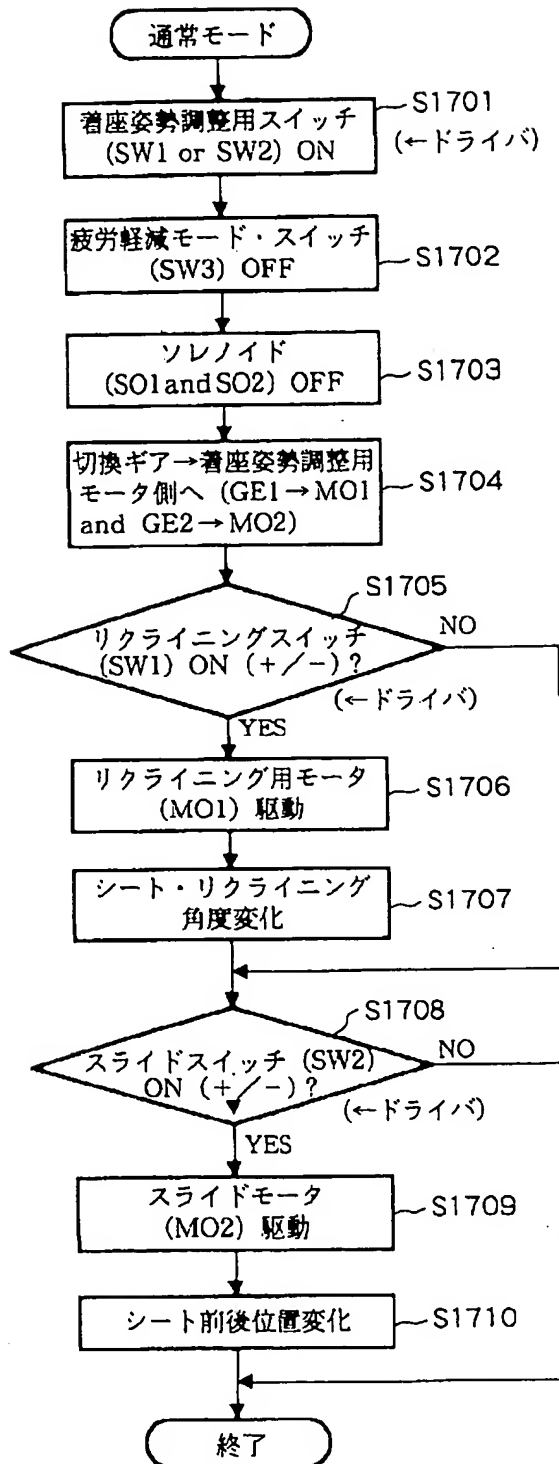 通常モード
着座姿勢調整用スイッチ
(SW1 or SW2) ON
S1701
(←ドライバ)
疲労軽減モード・スイッチ
(SW3) OFF
S1702
ソレノイド
(SO1 and SO2) OFF
S1703
切換ギア→着座姿勢調整用
モータ側へ (GE1→MO1
and GE2→MO2)
S1704
S1705
リクライニングスイッチ
(SW1) ON (+/−)?
NO
(←ドライバ)
YES
リクライニング用モータ
(MO1) 駆動
S1706
シート・リクライニング
角度変化
S1707
S1708
スライドスイッチ (SW2)
ON (+/−)?
NO
(←ドライバ)
YES
スライドモータ
(MO2) 駆動
S1709
シート前後位置変化
S1710
終了